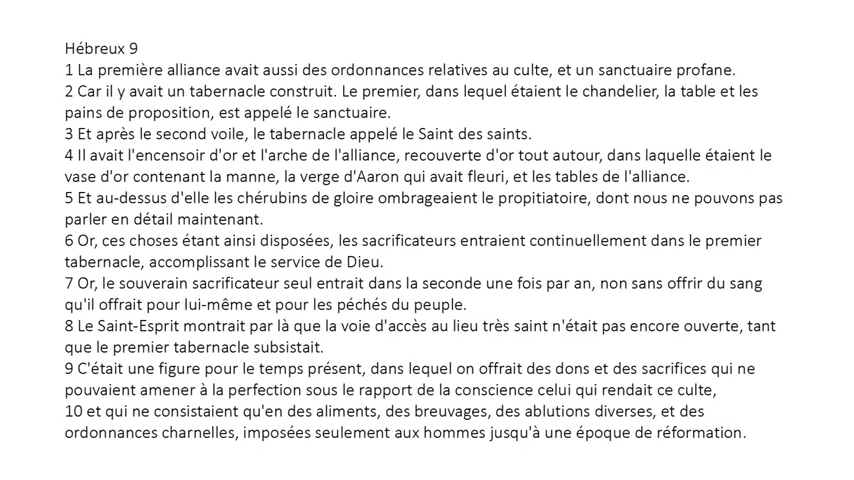 Hébreux 9
1 La première alliance avait aussi des ordonnances relatives au culte, et un sanctuaire profane.
2 Car il y avait un tabernacle construit. Le premier, dans lequel étaient le chandelier, la table et les
pains de proposition, est appelé le sanctuaire.
3 Et après le second voile, le tabernacle appelé le Saint des saints.
4 Il avait l'encensoir d'or et l'arche de l'alliance, recouverte d'or tout autour, dans laquelle étaient le
vase d'or contenant la manne, la verge d'Aaron qui avait fleuri, et les tables de l'alliance.
5 Et au-dessus d'elle les chérubins de gloire ombrageaient le propitiatoire, dont nous ne pouvons pas
parler en détail maintenant.
6 Or, ces choses étant ainsi disposées, les sacrificateurs entraient continuellement dans le premier
tabernacle, accomplissant le service de Dieu.
7 Or, le souverain sacrificateur seul entrait dans la seconde une fois par an, non sans offrir du sang
qu'il offrait pour lui-même et pour les péchés du peuple.
8 Le Saint-Esprit montrait par là que la voie d'accès au lieu très saint n'était pas encore ouverte, tant
que le premier tabernacle subsistait.
9 C'était une figure pour le temps présent, dans lequel on offrait des dons et des sacrifices qui ne
pouvaient amener à la perfection sous le rapport de la conscience celui qui rendait ce culte,
10 et qui ne consistaient qu'en des aliments, des breuvages, des ablutions diverses, et des
ordonnances charnelles, imposées seulement aux hommes jusqu'à une époque de réformation.